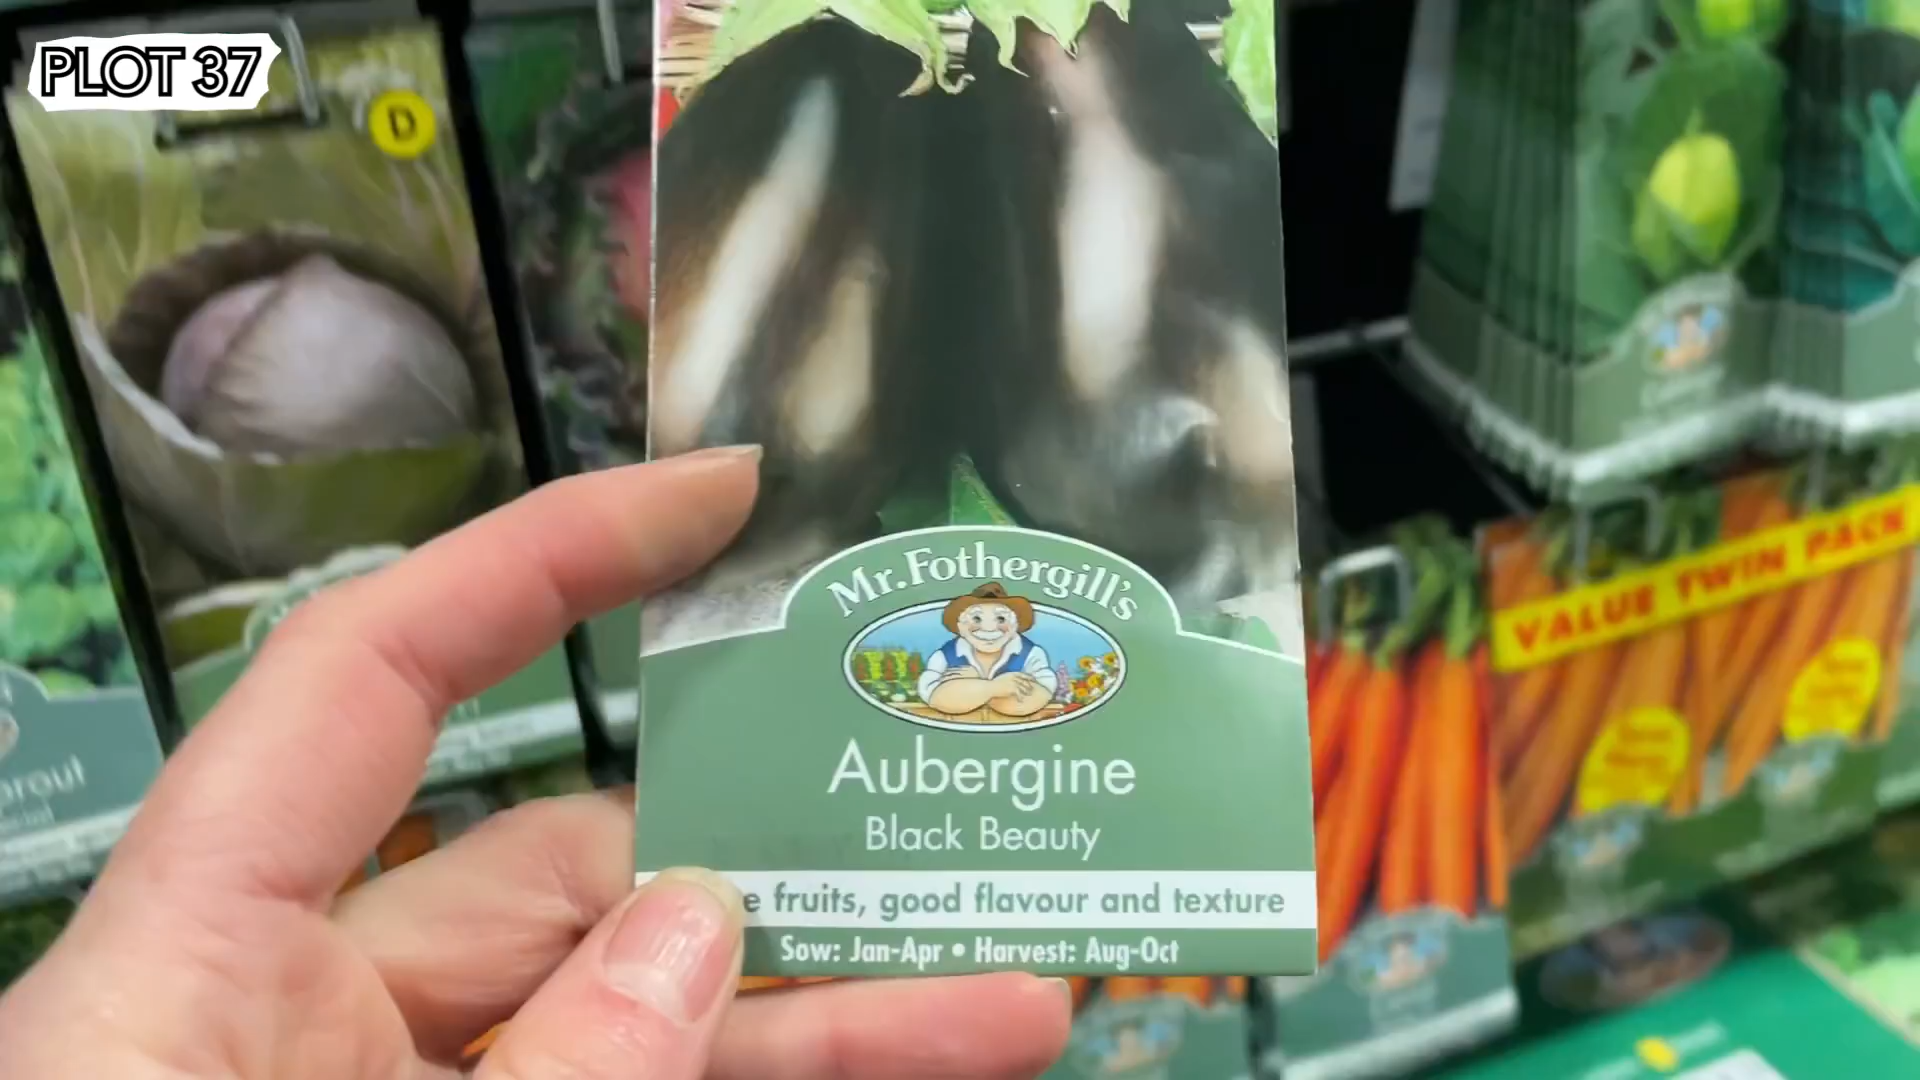 PLOT 37
D
Mr. Fothergill's
Aubergine
Black Beauty
fruits, good flavour and texture
Sow: Jan-Apr • Harvest: Aug-Oct
VALUE TWIN PACK